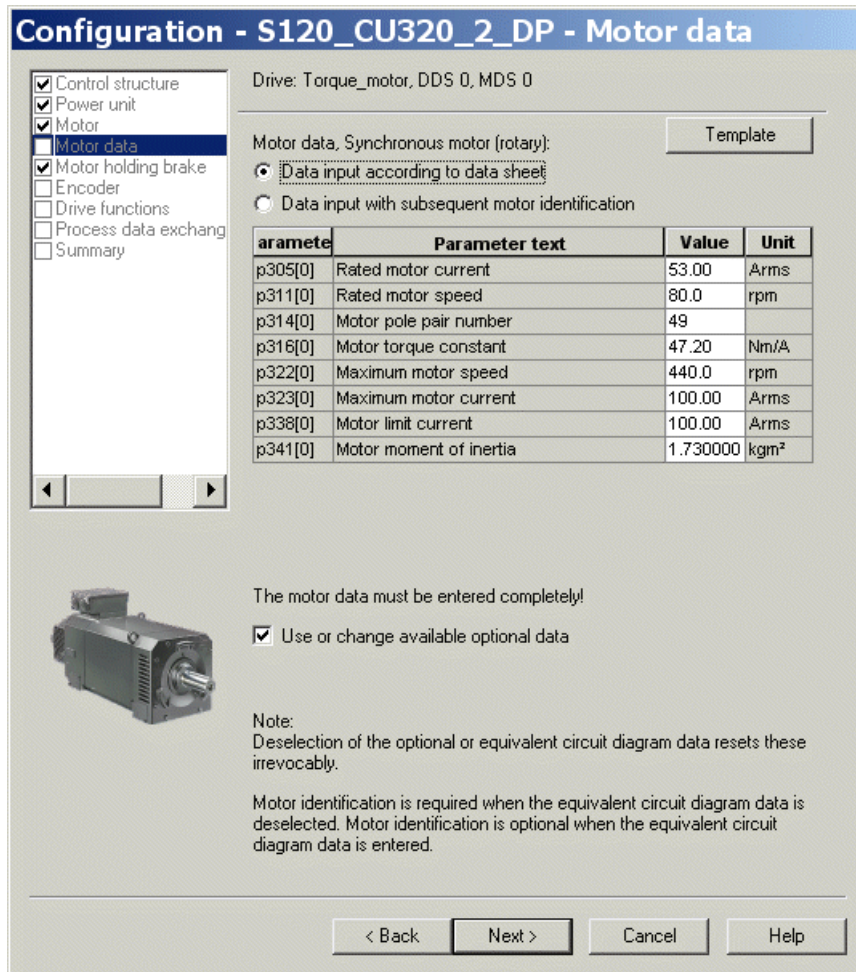 Configuration - S120_CU320_2_DP - Motor data
Control structure
Power unit
Motor
Motor data
Motor holding brake
Encoder
Drive functions
Process data exchang
Summary
Drive: Torque_motor, DDS 0, MDS 0
Motor data, Synchronous motor (rotary):
Template
Data input according to data sheet
Data input with subsequent motor identification
aramete Parameter text Value Unit
p305[0] Rated motor current 53.00 Arms
p311[0] Rated motor speed 80.0 rpm
p314[0] Motor pole pair number 49
p316[0] Motor torque constant 47.20 Nm/A
p322[0] Maximum motor speed 440.0 rpm
p323[0] Maximum motor current 100.00 Arms
p338[0] Motor limit current 100.00 Arms
p341[0] Motor moment of inertia 1.730000 kgm²
The motor data must be entered completely!
Use or change available optional data
Note:
Deselection of the optional or equivalent circuit diagram data resets these
irrevocably.
Motor identification is required when the equivalent circuit diagram data is
deselected. Motor identification is optional when the equivalent circuit
diagram data is entered.
< Back Next > Cancel Help